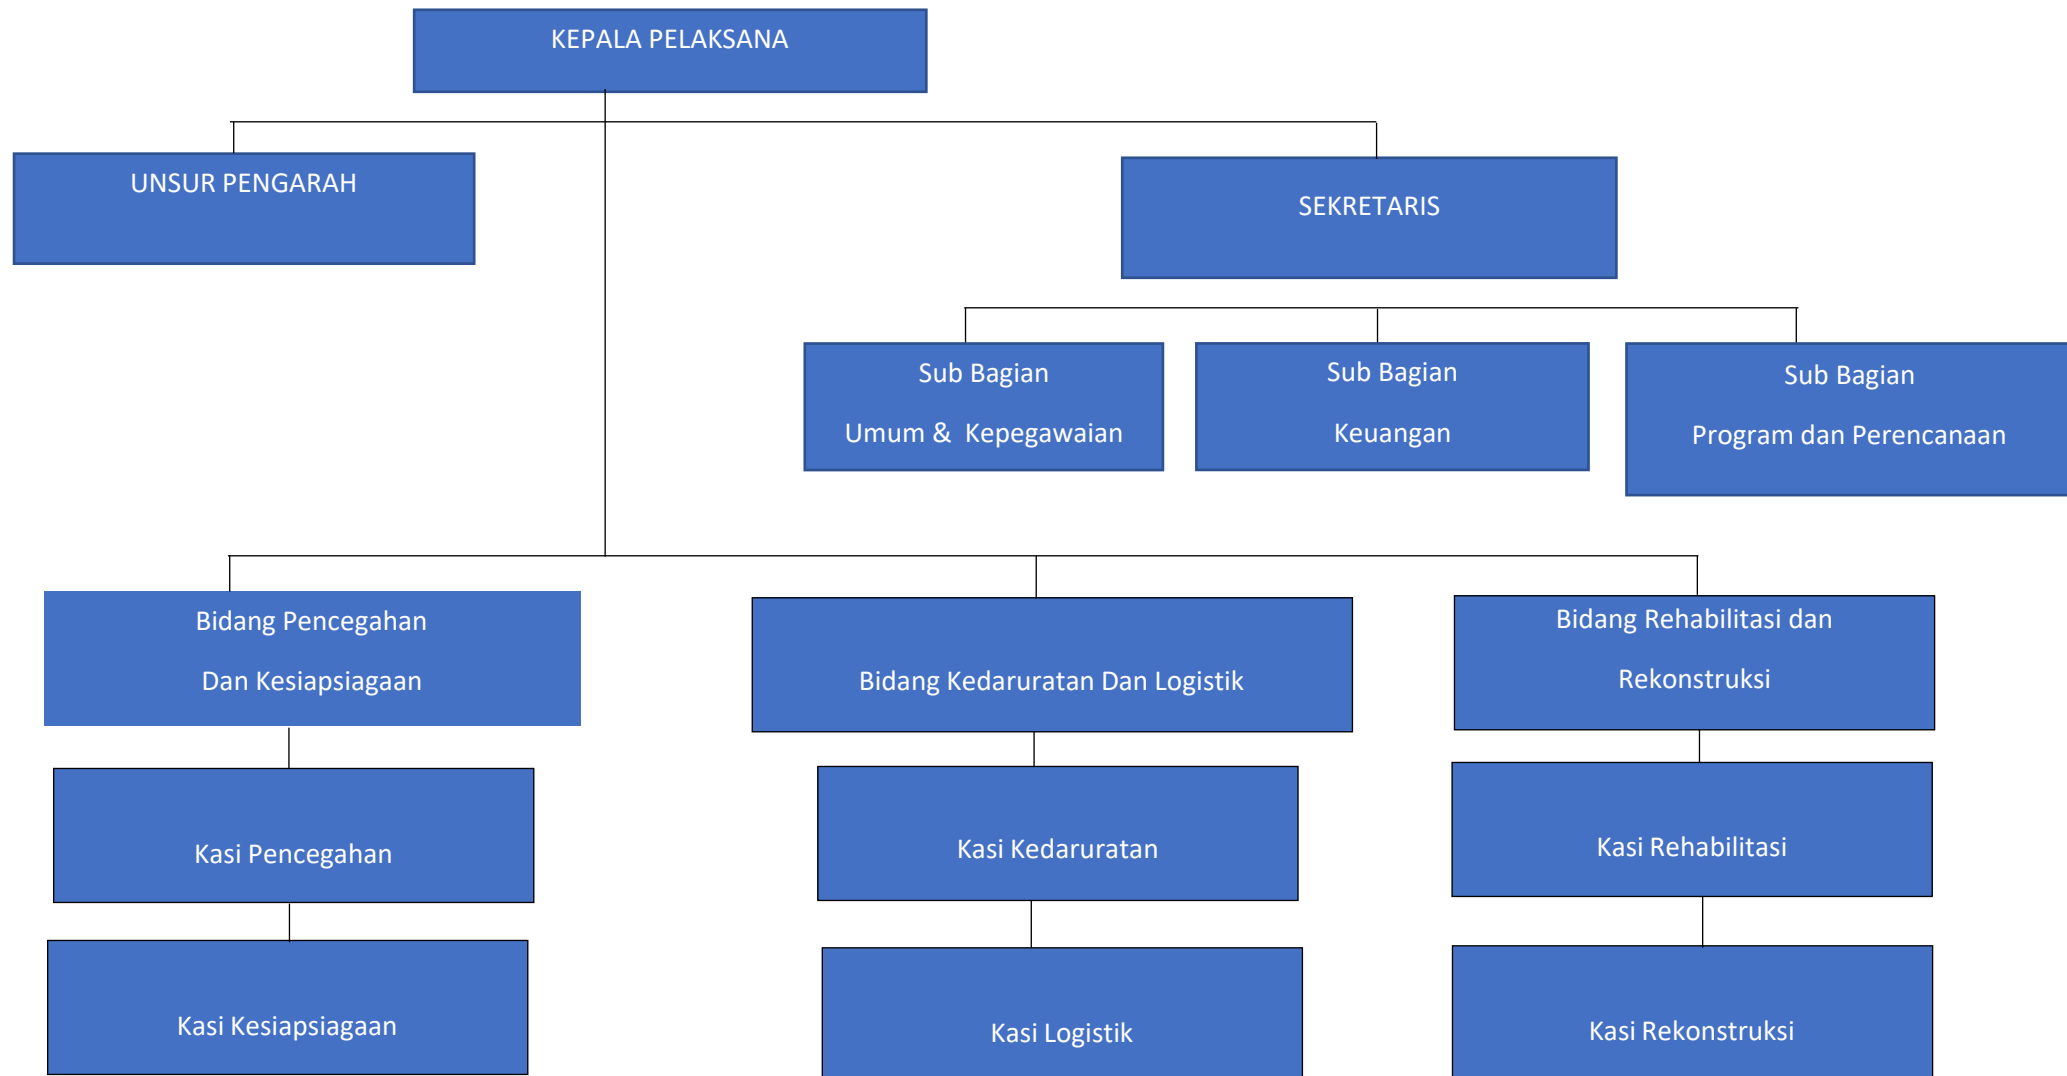 KEPALA PELAKSANA
UNSUR PENGARAH
SEKRETARIS
Sub Bagian
Umum &  Kepegawaian
Sub Bagian
Keuangan
Sub Bagian
Program dan Perencanaan
Bidang Pencegahan
Dan Kesiapsiagaan
Bidang Kedaruratan Dan Logistik
Bidang Rehabilitasi dan
Rekonstruksi
Kasi Pencegahan
Kasi Kedaruratan
Kasi Rehabilitasi
Kasi Kesiapsiagaan
Kasi Logistik
Kasi Rekonstruksi